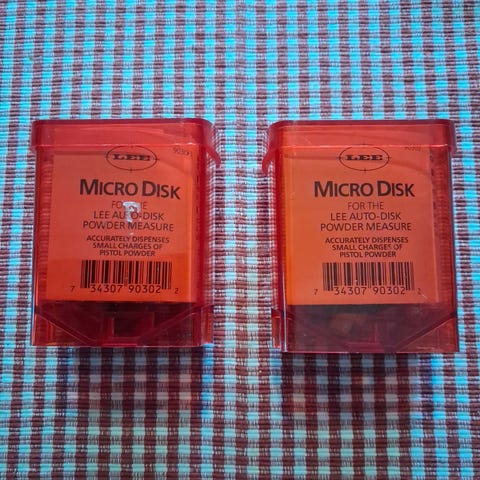 LEE
MICRO DISK
FOR THE
LEE AUTO-DISK
POWDER MEASURE
ACCURATELY DISPENSES
SMALL CHARGES OF
PISTOL POWDER
7 34307 90302 2
LEE
MICRO DISK
FOR THE
LEE AUTO-DISK
POWDER MEASURE
ACCURATELY DISPENSES
SMALL CHARGES OF
PISTOL POWDER
7 34307 90302 2